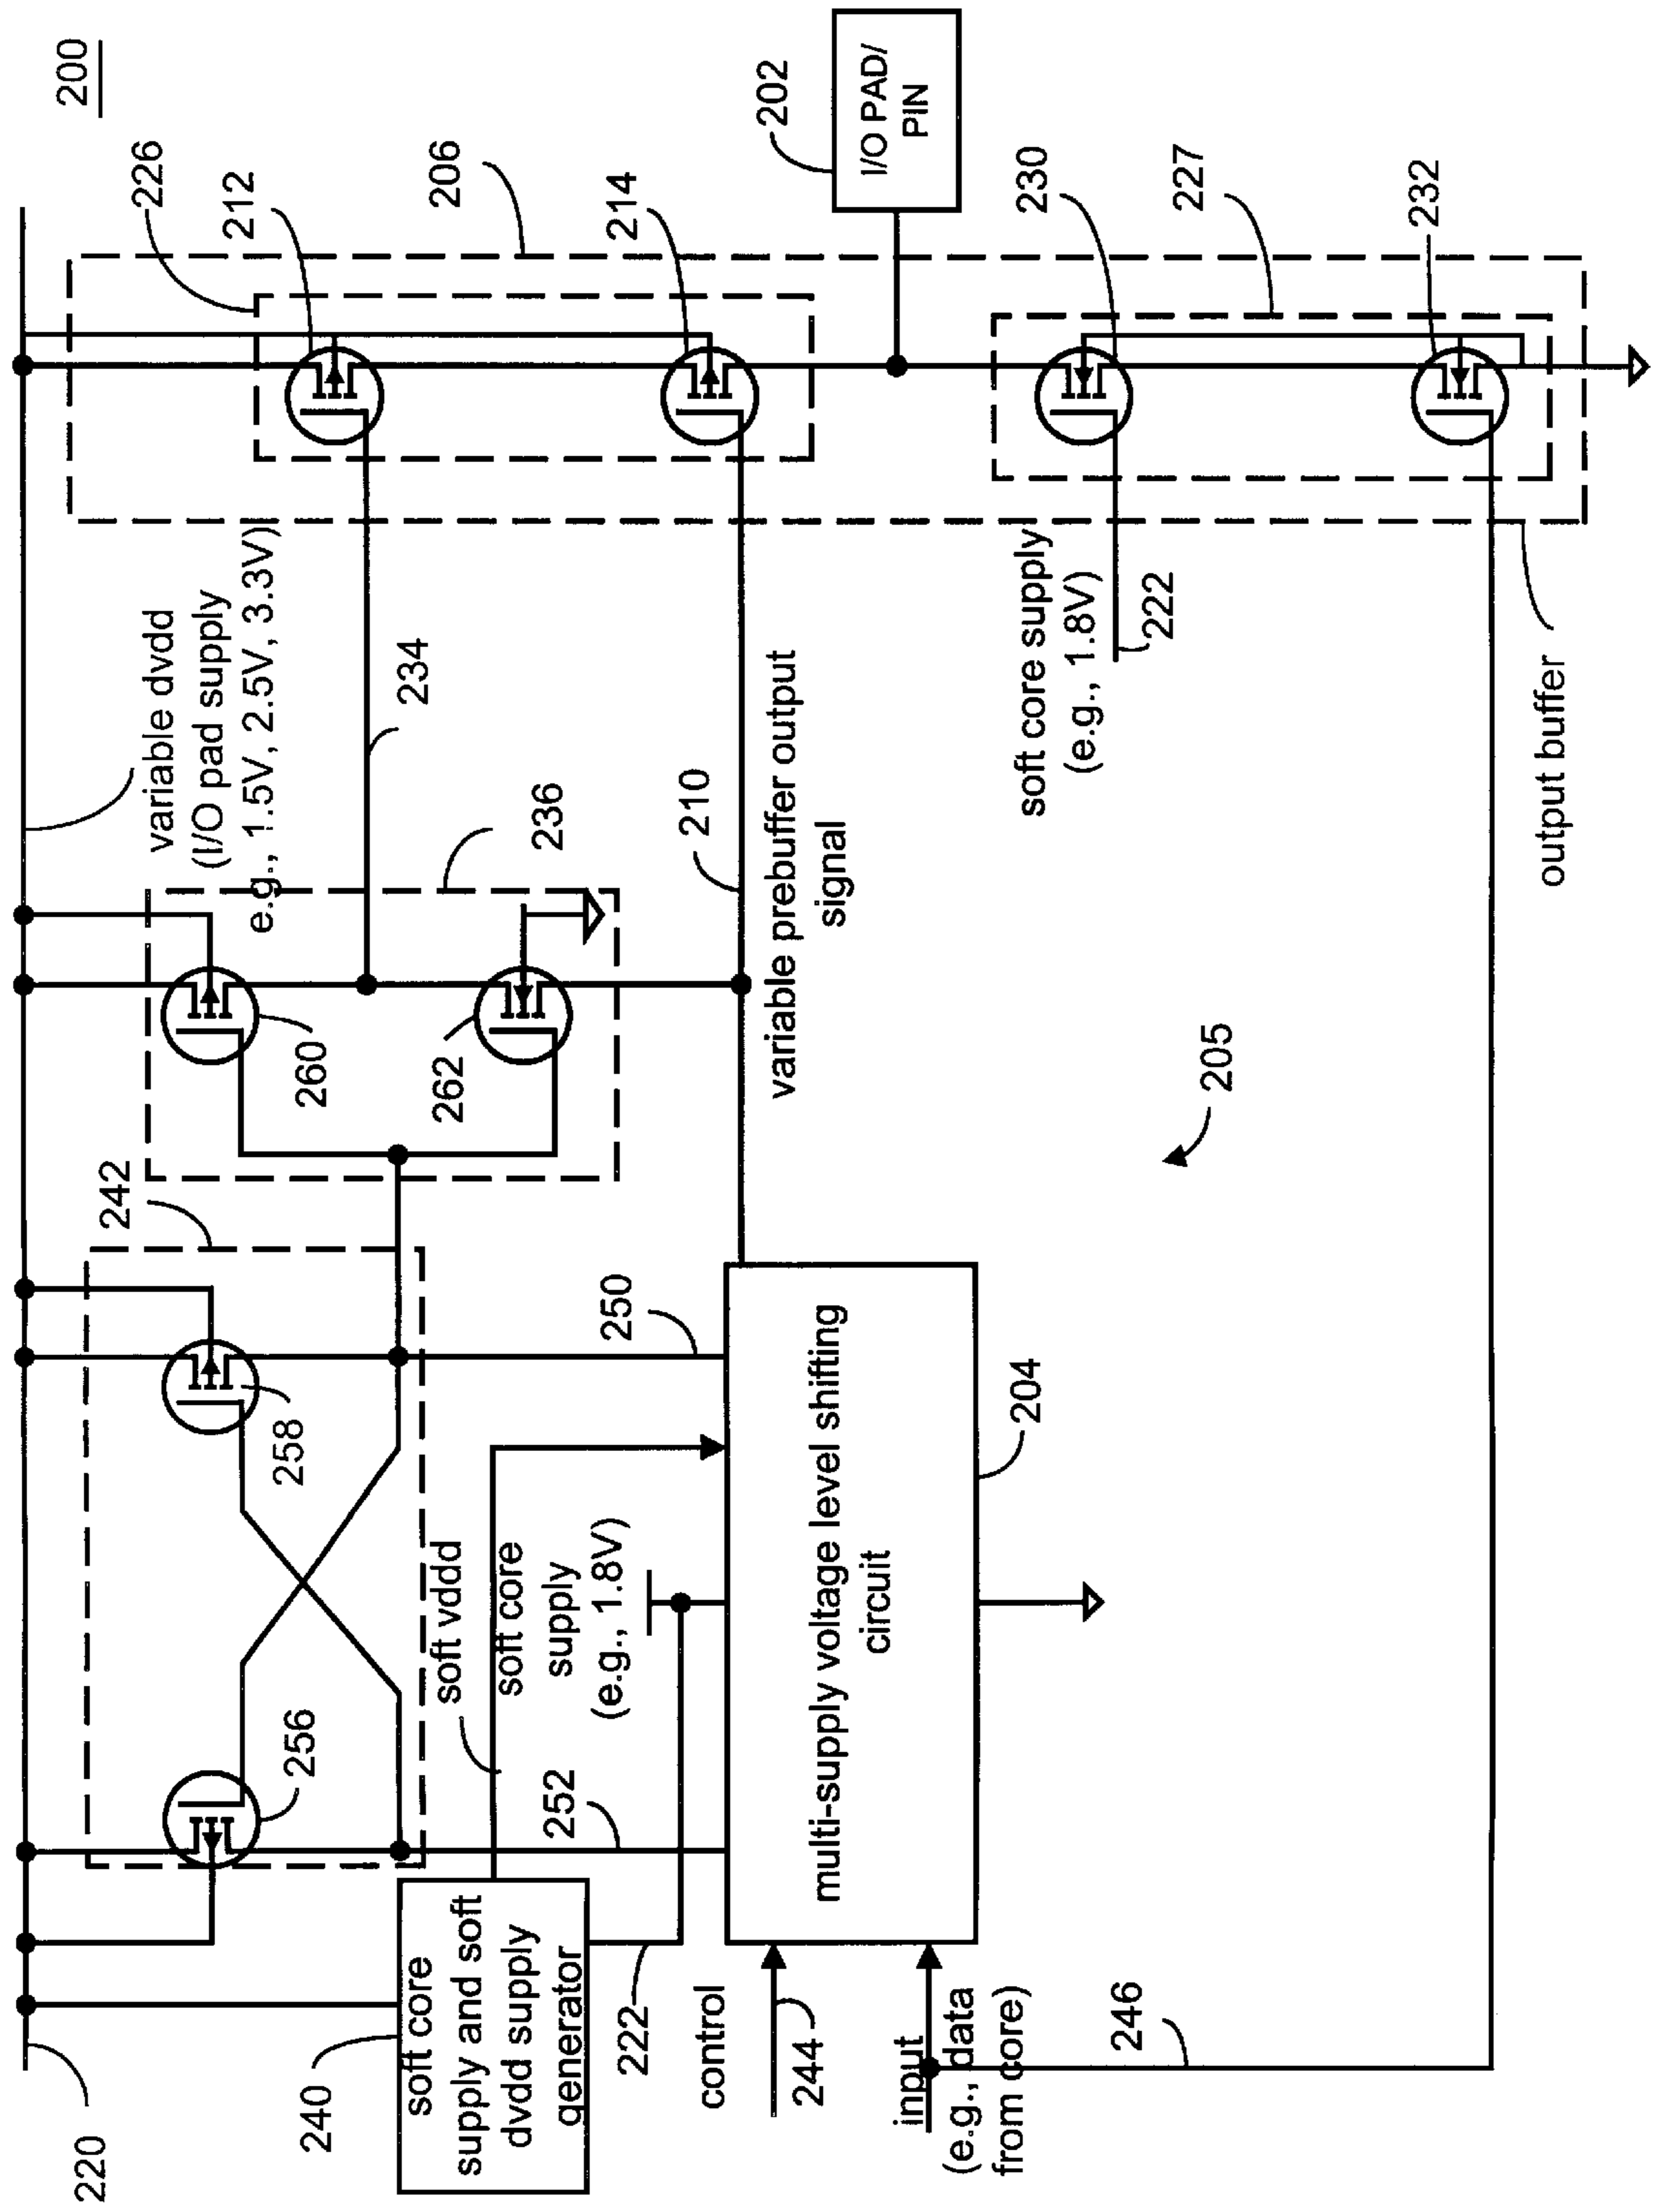 200
220
variable dvdd
(I/O pad supply
e.g., 1.5V, 2.5V, 3.3V)
226
212
206
214
202
I/O PAD/
PIN
230
227
232
242
256
258
260
262
236
234
240
soft core
supply and soft
dvdd supply
generator
soft vddd
soft core
supply
(e.g., 1.8V)
252
250
222
210
variable prebuffer output
signal
control
244
input
(e.g., data
from core)
246
multi-supply voltage level shifting
circuit
204
205
soft core supply
(e.g., 1.8V)
222
output buffer